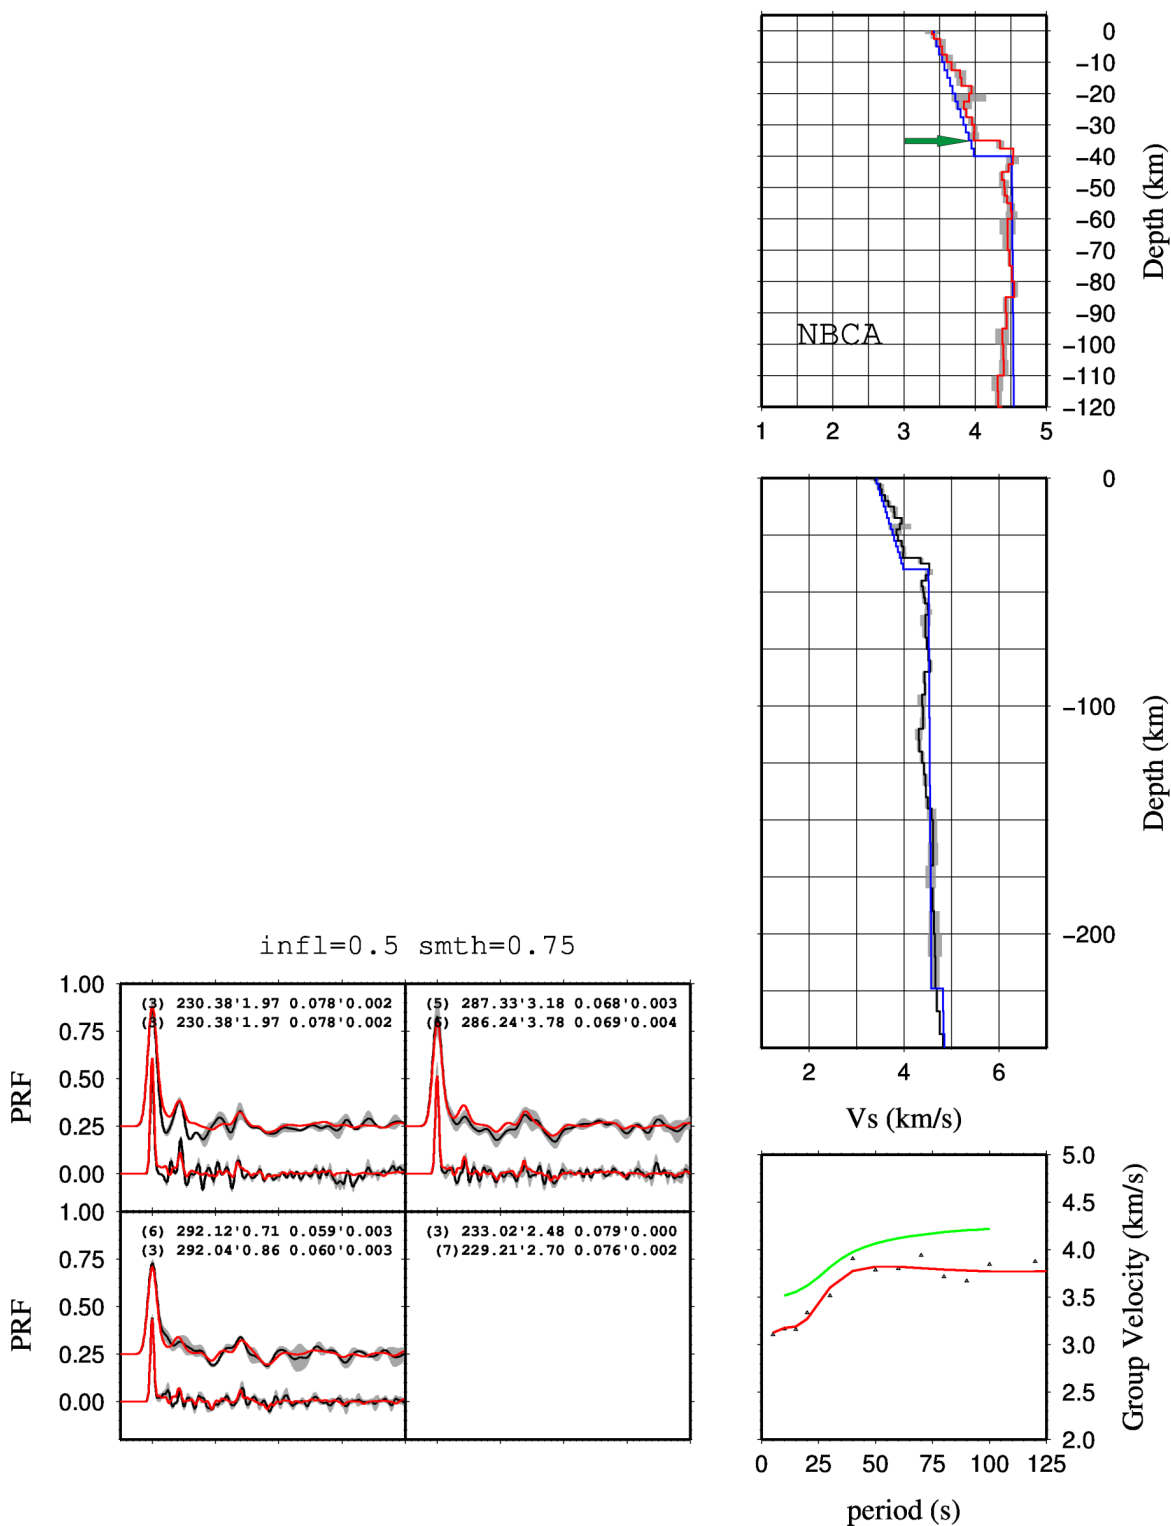 0
−10
−20
−30
−40
−50
−60
−70
−80
−90
−100
−110
−120
Depth (km)
NBCA
1 2 3 4 5
0
−100
−200
Depth (km)
2 4 6
Vs (km/s)
infl=0.5 smth=0.75
1.00
0.75
0.50
0.25
0.00
PRF
(3) 230.38'1.97 0.078'0.002
(3) 230.38'1.97 0.078'0.002
(5) 287.33'3.18 0.068'0.003
(6) 286.24'3.78 0.069'0.004
1.00
0.75
0.50
0.25
0.00
PRF
(6) 292.12'0.71 0.059'0.003
(3) 292.04'0.86 0.060'0.003
(3) 233.02'2.48 0.079'0.000
(7)229.21'2.70 0.076'0.002
5.0
4.5
4.0
3.5
3.0
2.5
2.0
Group Velocity (km/s)
0 25 50 75 100 125
period (s)